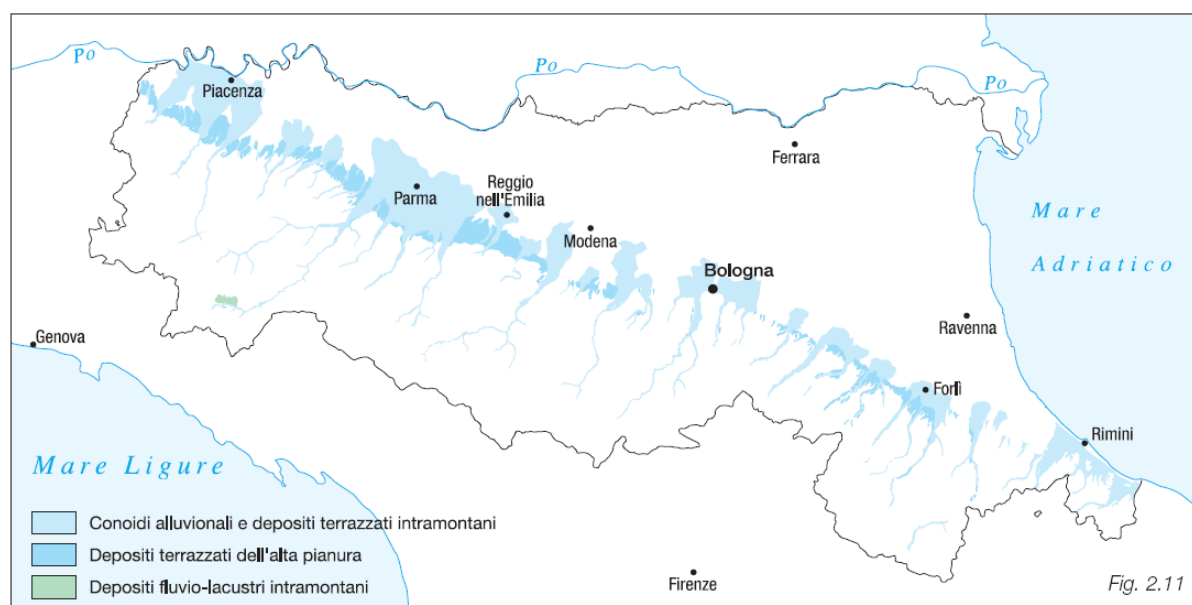 Po
Po
Po
Piacenza
Ferrara
Parma
Reggio
nell'Emilia
Modena
Mare
Adriatico
Bologna
Ravenna
Genova
Forlì
Rimini
Mare Ligure
Conoidi alluvionali e depositi terrazzati intramontani
Depositi terrazzati dell'alta pianura
Depositi fluvio-lacustri intramontani
Firenze
Fig. 2.11